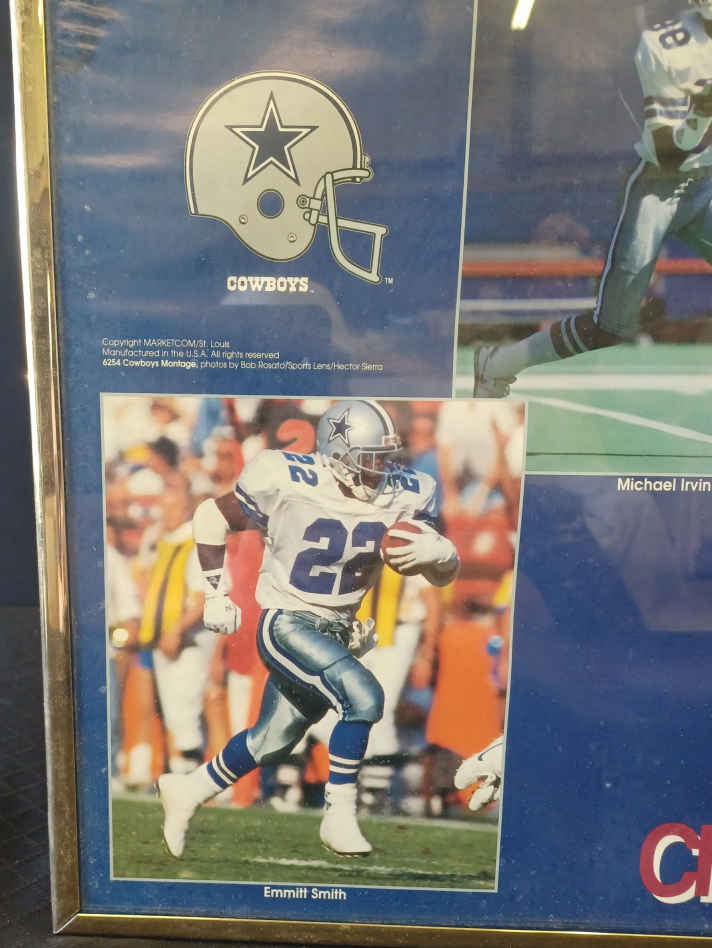 COWBOYS
TM
Copyright MARKETCOM/St. Louis
Manufactured in the U.S.A. All rights reserved
6254 Cowboys Montage, photos by Bob Rosato/Sports Lens/Hector Sierra
Michael Irvin
22
22
22
Emmitt Smith